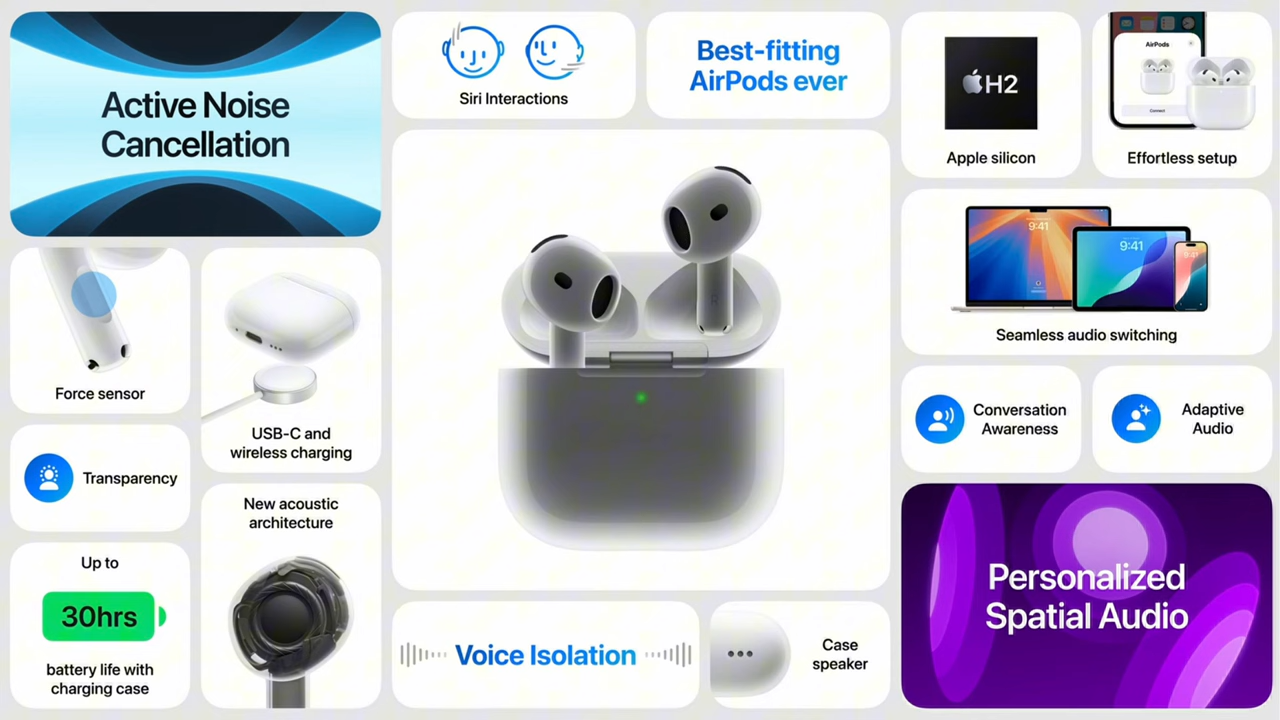 Active Noise
Cancellation
Siri Interactions
Best-fitting
AirPods ever
H2
Apple silicon
AirPods
Connect
Effortless setup
Force sensor
USB-C and
wireless charging
9:41
9:41
9:41
Seamless audio switching
Transparency
New acoustic
architecture
Conversation
Awareness
Adaptive
Audio
Up to
30hrs
battery life with
charging case
Voice Isolation
Case
speaker
Personalized
Spatial Audio